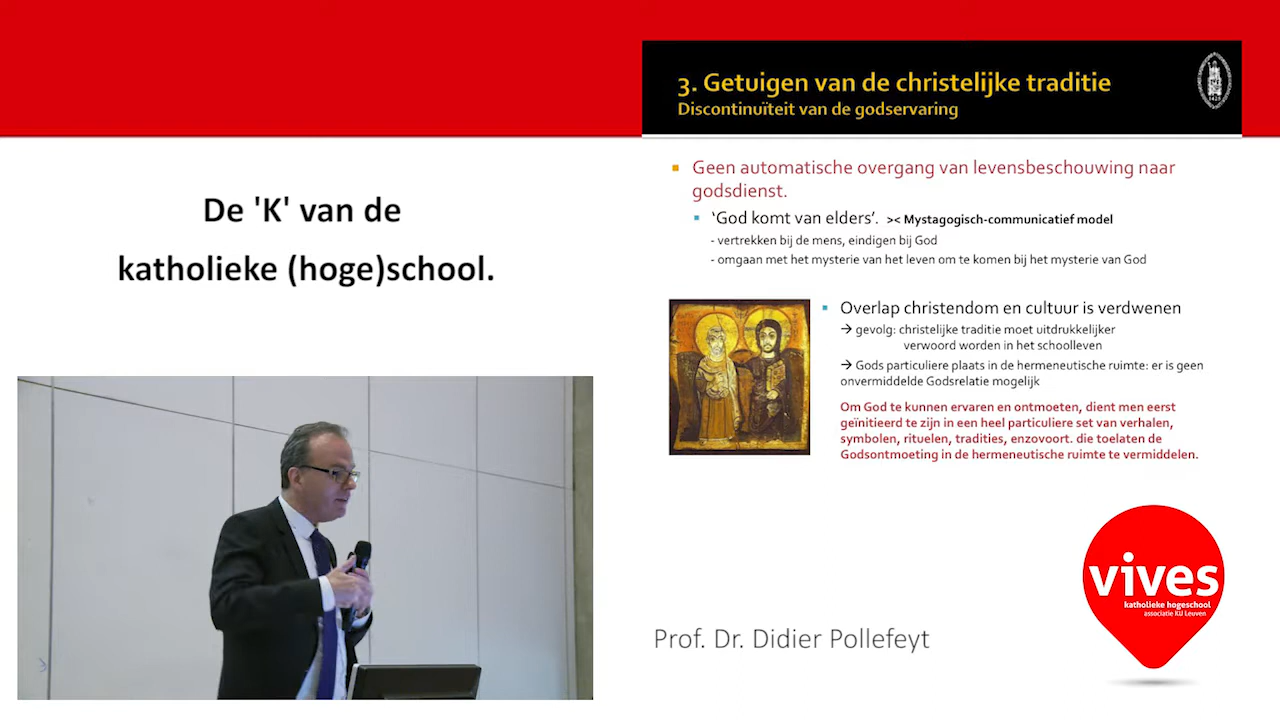 De 'K' van de
katholieke (hoge)school.
3. Getuigen van de christelijke traditie
Discontinuïteit van de godservaring
Geen automatische overgang van levensbeschouwing naar
godsdienst.
'God komt van elders'. >< Mystagogisch-communicatief model
- vertrekken bij de mens, eindigen bij God
- omgaan met het mysterie van het leven om te komen bij het mysterie van God
Overlap christendom en cultuur is verdwenen
→ gevolg: christelijke traditie moet uitdrukkelijker
verwoord worden in het schoolleven
→ Gods particuliere plaats in de hermeneutische ruimte: er is geen
onvermiddelde Godsrelatie mogelijk
Om God te kunnen ervaren en ontmoeten, dient men eerst
geïnitieerd te zijn in een heel particuliere set van verhalen,
symbolen, rituelen, tradities, enzovoort. die toelaten de
Godsontmoeting in de hermeneutische ruimte te vermiddelen.
vives
katholieke hogeschool
associatie KU Leuven
Prof. Dr. Didier Pollefeyt